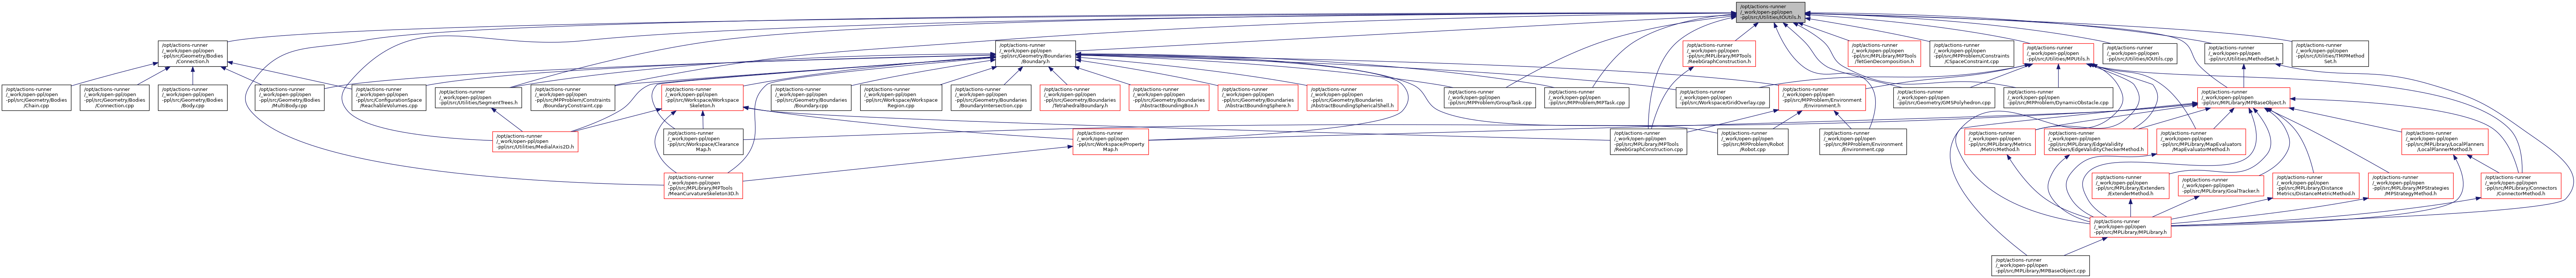 /opt/actions-runner
/_work/open-ppl/open
-ppl/src/Utilities/IOUtils.h
/opt/actions-runner
/_work/open-ppl/open
-ppl/src/Geometry/Bodies
/Connection.h
/opt/actions-runner
/_work/open-ppl/open
-ppl/src/Geometry/Boundaries
/Boundary.h
/opt/actions-runner
/_work/open-ppl/open
-ppl/src/MPLibrary/MPTools
/ReebGraphConstruction.h
/opt/actions-runner
/_work/open-ppl/open
-ppl/src/MPLibrary/MPTools
/TetGenDecomposition.h
/opt/actions-runner
/_work/open-ppl/open
-ppl/src/MPProblem/Constraints
/CSpaceConstraint.cpp
/opt/actions-runner
/_work/open-ppl/open
-ppl/src/Utilities/MPUtils.h
/opt/actions-runner
/_work/open-ppl/open
-ppl/src/Utilities/IOUtils.cpp
/opt/actions-runner
/_work/open-ppl/open
-ppl/src/Utilities/MethodSet.h
/opt/actions-runner
/_work/open-ppl/open
-ppl/src/Utilities/TMPMethod
Set.h
/opt/actions-runner
/_work/open-ppl/open
-ppl/src/Geometry/Bodies
/Chain.cpp
/opt/actions-runner
/_work/open-ppl/open
-ppl/src/Geometry/Bodies
/Connection.cpp
/opt/actions-runner
/_work/open-ppl/open
-ppl/src/Geometry/Bodies
/Body.cpp
/opt/actions-runner
/_work/open-ppl/open
-ppl/src/Geometry/Bodies
/MultiBody.cpp
/opt/actions-runner
/_work/open-ppl/open
-ppl/src/ConfigurationSpace
/ReachableVolumes.cpp
/opt/actions-runner
/_work/open-ppl/open
-ppl/src/Utilities/SegmentTrees.h
/opt/actions-runner
/_work/open-ppl/open
-ppl/src/MPProblem/Constraints
/BoundaryConstraint.cpp
/opt/actions-runner
/_work/open-ppl/open
-ppl/src/Workspace/Workspace
Skeleton.h
/opt/actions-runner
/_work/open-ppl/open
-ppl/src/Geometry/Boundaries
/Boundary.cpp
/opt/actions-runner
/_work/open-ppl/open
-ppl/src/Workspace/Workspace
Region.cpp
/opt/actions-runner
/_work/open-ppl/open
-ppl/src/Geometry/Boundaries
/BoundaryIntersection.cpp
/opt/actions-runner
/_work/open-ppl/open
-ppl/src/Geometry/Boundaries
/TetrahedralBoundary.h
/opt/actions-runner
/_work/open-ppl/open
-ppl/src/Geometry/Boundaries
/AbstractBoundingBox.h
/opt/actions-runner
/_work/open-ppl/open
-ppl/src/Geometry/Boundaries
/AbstractBoundingSphere.h
/opt/actions-runner
/_work/open-ppl/open
-ppl/src/Geometry/Boundaries
/AbstractBoundingSphericalShell.h
/opt/actions-runner
/_work/open-ppl/open
-ppl/src/MPProblem/GroupTask.cpp
/opt/actions-runner
/_work/open-ppl/open
-ppl/src/MPProblem/MPTask.cpp
/opt/actions-runner
/_work/open-ppl/open
-ppl/src/Workspace/GridOverlay.cpp
/opt/actions-runner
/_work/open-ppl/open
-ppl/src/MPProblem/Environment
/Environment.h
/opt/actions-runner
/_work/open-ppl/open
-ppl/src/Geometry/GMSPolyhedron.cpp
/opt/actions-runner
/_work/open-ppl/open
-ppl/src/MPProblem/DynamicObstacle.cpp
/opt/actions-runner
/_work/open-ppl/open
-ppl/src/MPLibrary/MPBaseObject.h
/opt/actions-runner
/_work/open-ppl/open
-ppl/src/Utilities/MedialAxis2D.h
/opt/actions-runner
/_work/open-ppl/open
-ppl/src/Workspace/Clearance
Map.cpp
/opt/actions-runner
/_work/open-ppl/open
-ppl/src/Workspace/Property
Map.h
/opt/actions-runner
/_work/open-ppl/open
-ppl/src/MPLibrary/MPTools
/ReebGraphConstruction.cpp
/opt/actions-runner
/_work/open-ppl/open
-ppl/src/MPProblem/Robot
/Robot.cpp
/opt/actions-runner
/_work/open-ppl/open
-ppl/src/MPProblem/Environment
/Environment.cpp
/opt/actions-runner
/_work/open-ppl/open
-ppl/src/MPLibrary/Metrics
/MetricMethod.h
/opt/actions-runner
/_work/open-ppl/open
-ppl/src/MPLibrary/EdgeValidity
Checkers/EdgeValidityCheckerMethod.h
/opt/actions-runner
/_work/open-ppl/open
-ppl/src/MPLibrary/MapEvaluators
/MapEvaluatorMethod.h
/opt/actions-runner
/_work/open-ppl/open
-ppl/src/MPLibrary/LocalPlanners
/LocalPlannerMethod.h
/opt/actions-runner
/_work/open-ppl/open
-ppl/src/MPLibrary/MPTools
/MeanCurvatureSkeleton3D.h
/opt/actions-runner
/_work/open-ppl/open
-ppl/src/MPLibrary/Extenders
/ExtenderMethod.h
/opt/actions-runner
/_work/open-ppl/open
-ppl/src/MPLibrary/GoalTracker.h
/opt/actions-runner
/_work/open-ppl/open
-ppl/src/MPLibrary/Distance
Metrics/DistanceMetricMethod.h
/opt/actions-runner
/_work/open-ppl/open
-ppl/src/MPLibrary/MPStrategies
/MPStrategyMethod.h
/opt/actions-runner
/_work/open-ppl/open
-ppl/src/MPLibrary/Connectors
/ConnectorMethod.h
/opt/actions-runner
/_work/open-ppl/open
-ppl/src/MPLibrary/MPLibrary.h
/opt/actions-runner
/_work/open-ppl/open
-ppl/src/MPLibrary/MPBaseObject.cpp